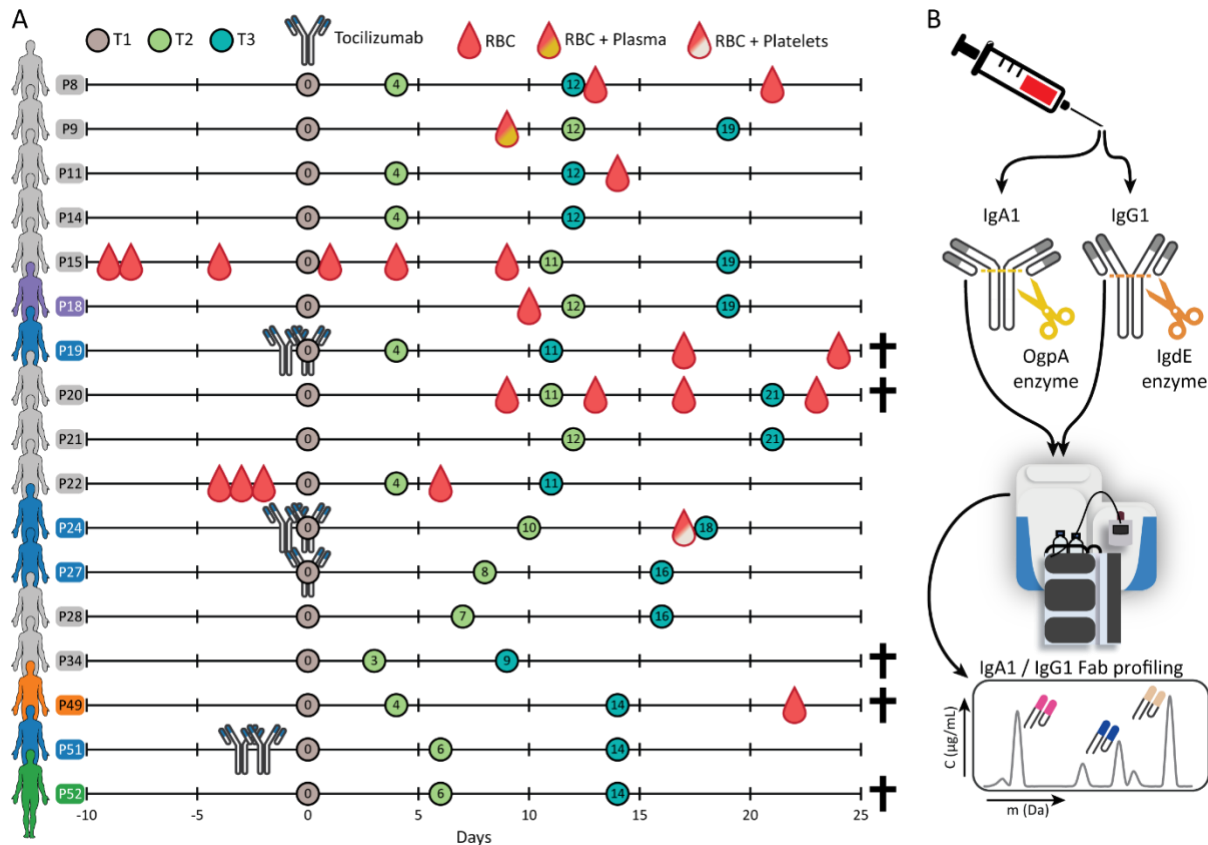 A
T1 T2 T3 Tocilizumab RBC RBC + Plasma RBC + Platelets
P8 0 4 12
P9 0 12 19
P11 0 4 12
P14 0 4 12
P15 0 11 19
P18 0 12 19
P19 0 4 11
P20 0 11 21
P21 0 12 21
P22 0 4 11
P24 0 10 18
P27 0 8 16
P28 0 7 16
P34 0 3 9
P49 0 4 14
P51 0 6 14
P52 0 6 14
-10 -5 0 5 10 15 20 25
Days
B
IgA1 IgG1
OgpA
enzyme
IgdE
enzyme
IgA1 / IgG1 Fab profiling
C (µg/mL)
m (Da)